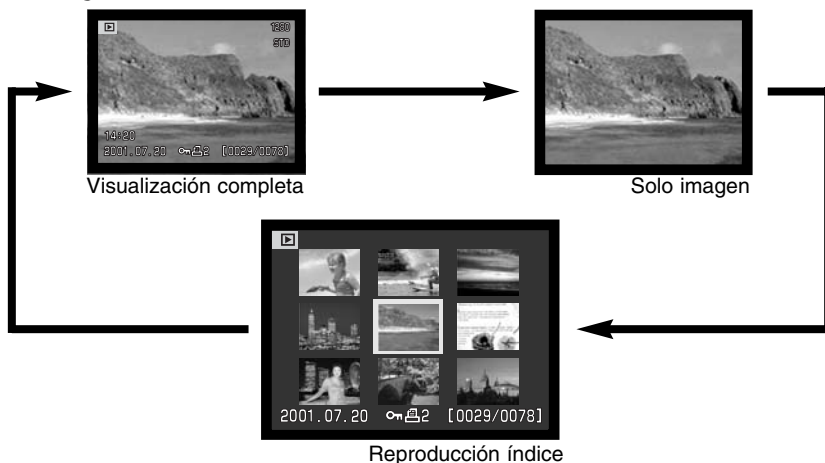 1280
STD
14:20
2001.07.20 2 [0029/0078]
Visualización completa
Solo imagen
2001.07.20 2 [0029/0078]
Reproducción índice